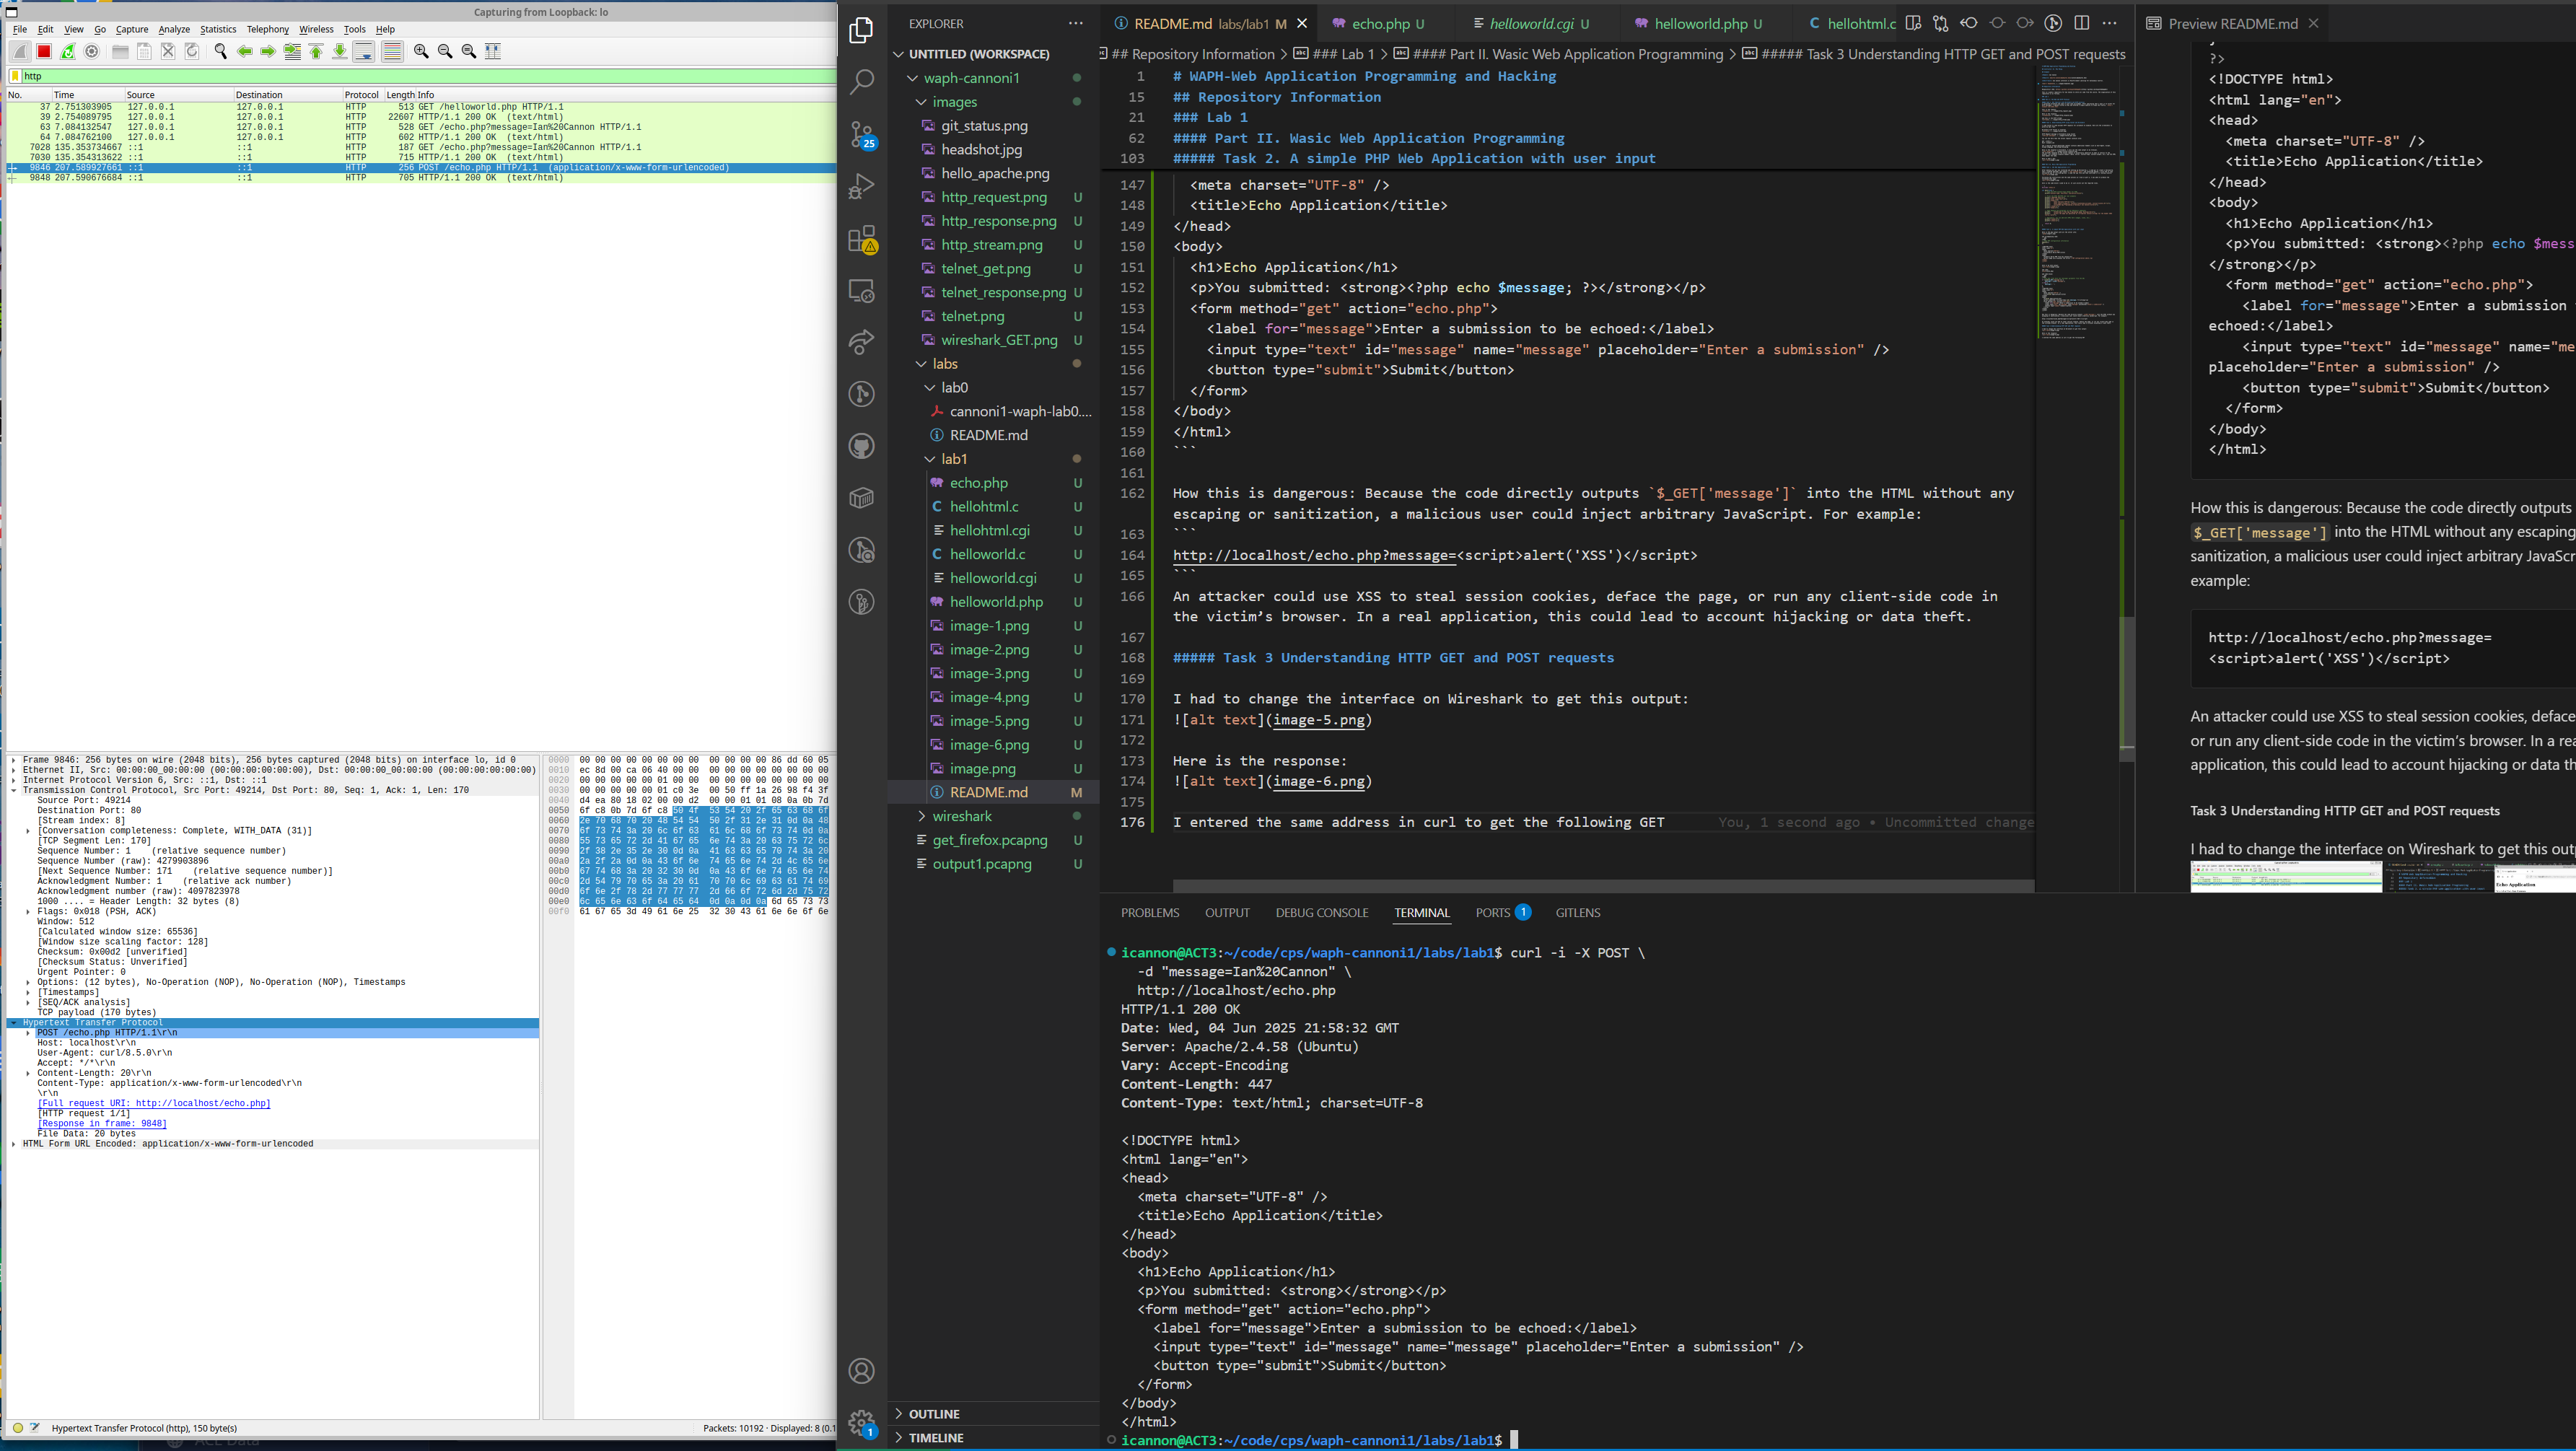 Capturing from Loopback: lo
File Edit View Go Capture Analyze Statistics Telephony Wireless Tools Help
http
No. Time Source Destination Protocol Length Info
37 2.751303905 127.0.0.1 127.0.0.1 HTTP 513 GET /helloworld.php HTTP/1.1
39 2.754089795 127.0.0.1 127.0.0.1 HTTP 22607 HTTP/1.1 200 OK (text/html)
63 7.084132547 127.0.0.1 127.0.0.1 HTTP 528 GET /echo.php?message=Ian%20Cannon HTTP/1.1
64 7.084762100 127.0.0.1 127.0.0.1 HTTP 602 HTTP/1.1 200 OK (text/html)
7028 135.353734667 ::1 ::1 HTTP 187 GET /echo.php?message=Ian%20Cannon HTTP/1.1
7030 135.354313622 ::1 ::1 HTTP 715 HTTP/1.1 200 OK (text/html)
9846 207.589927661 ::1 ::1 HTTP 256 POST /echo.php HTTP/1.1 (application/x-www-form-urlencoded)
9848 207.590676684 ::1 ::1 HTTP 705 HTTP/1.1 200 OK (text/html)
Frame 9846: 256 bytes on wire (2048 bits), 256 bytes captured (2048 bits) on interface lo, id 0
Ethernet II, Src: 00:00:00_00:00:00 (00:00:00:00:00:00), Dst: 00:00:00_00:00:00 (00:00:00:00:00:00)
Internet Protocol Version 6, Src: ::1, Dst: ::1
Transmission Control Protocol, Src Port: 49214, Dst Port: 80, Seq: 1, Ack: 1, Len: 170
Source Port: 49214
Destination Port: 80
[Stream index: 8]
[Conversation completeness: Complete, WITH_DATA (31)]
[TCP Segment Len: 170]
Sequence Number: 1 (relative sequence number)
Sequence Number (raw): 4279903896
[Next Sequence Number: 171 (relative sequence number)]
Acknowledgment Number: 1 (relative ack number)
Acknowledgment number (raw): 4097823978
1000 .... = Header Length: 32 bytes (8)
Flags: 0x018 (PSH, ACK)
Window: 512
[Calculated window size: 65536]
[Window size scaling factor: 128]
Checksum: 0x00d2 [unverified]
[Checksum Status: Unverified]
Urgent Pointer: 0
Options: (12 bytes), No-Operation (NOP), No-Operation (NOP), Timestamps
[Timestamps]
[SEQ/ACK analysis]
TCP payload (170 bytes)
Hypertext Transfer Protocol
POST /echo.php HTTP/1.1\r\n
Host: localhost\r\n
User-Agent: curl/8.5.0\r\n
Accept: */*\r\n
Content-Length: 20\r\n
Content-Type: application/x-www-form-urlencoded\r\n
\r\n
[Full request URI: http://localhost/echo.php]
[HTTP request 1/1]
[Response in frame: 9848]
File Data: 20 bytes
HTML Form URL Encoded: application/x-www-form-urlencoded
0000 00 00 00 00 00 00 00 00 00 00 00 00 86 dd 60 05
0010 ec 8d 00 ca 06 40 00 00 00 00 00 00 00 00 00 00
0020 00 00 00 00 00 01 00 00 00 00 00 00 00 00 00 00
0030 00 00 00 00 00 01 c0 3e 00 50 ff 1a 26 98 f4 3f
0040 d4 ea 80 18 02 00 00 d2 00 00 01 01 08 0a 0b 7d
0050 6f c8 0b 7d 6f c8 50 4f 53 54 20 2f 65 63 68 6f
0060 2e 70 68 70 20 48 54 54 50 2f 31 2e 31 0d 0a 48
0070 6f 73 74 3a 20 6c 6f 63 61 6c 68 6f 73 74 0d 0a
0080 55 73 65 72 2d 41 67 65 6e 74 3a 20 63 75 72 6c
0090 2f 38 2e 35 2e 30 0d 0a 41 63 63 65 70 74 3a 20
00a0 2a 2f 2a 0d 0a 43 6f 6e 74 65 6e 74 2d 4c 65 6e
00b0 67 74 68 3a 20 32 30 0d 0a 43 6f 6e 74 65 6e 74
00c0 2d 54 79 70 65 3a 20 61 70 70 6c 69 63 61 74 69
00d0 6f 6e 2f 78 2d 77 77 77 2d 66 6f 72 6d 2d 75 72
00e0 6c 65 6e 63 6f 64 65 64 0d 0a 0d 0a 6d 65 73 73
00f0 61 67 65 3d 49 61 6e 25 32 30 43 61 6e 6e 6f 6e
Hypertext Transfer Protocol (http), 150 byte(s)
Packets: 10192 · Displayed: 8 (0.1
ACE Data
EXPLORER
UNTITLED (WORKSPACE)
waph-cannoni1
images
git_status.png
headshot.jpg
hello_apache.png
http_request.png U
http_response.png U
http_stream.png U
telnet_get.png U
telnet_response.png U
telnet.png U
wireshark_GET.png U
labs
lab0
cannoni1-waph-lab0....
README.md
lab1
echo.php U
hellohtml.c U
hellohtml.cgi U
helloworld.c U
helloworld.cgi U
helloworld.php U
image-1.png U
image-2.png U
image-3.png U
image-4.png U
image-5.png U
image-6.png U
image.png U
README.md M
wireshark
get_firefox.pcapng U
output1.pcapng U
OUTLINE
TIMELINE
25
1
README.md labs/lab1 M
echo.php U
helloworld.cgi U
helloworld.php U
hellohtml.c
## Repository Information > ### Lab 1 > #### Part II. Wasic Web Application Programming > ##### Task 3 Understanding HTTP GET and POST requests
1 # WAPH-Web Application Programming and Hacking
15 ## Repository Information
21 ### Lab 1
62 #### Part II. Wasic Web Application Programming
103 ##### Task 2. A simple PHP Web Application with user input
147 <meta charset="UTF-8" />
148 <title>Echo Application</title>
149 </head>
150 <body>
151 <h1>Echo Application</h1>
152 <p>You submitted: <strong><?php echo $message; ?></strong></p>
153 <form method="get" action="echo.php">
154 <label for="message">Enter a submission to be echoed:</label>
155 <input type="text" id="message" name="message" placeholder="Enter a submission" />
156 <button type="submit">Submit</button>
157 </form>
158 </body>
159 </html>
160 ```
161
162 How this is dangerous: Because the code directly outputs `$_GET['message']` into the HTML without any
escaping or sanitization, a malicious user could inject arbitrary JavaScript. For example:
163 ```
164 http://localhost/echo.php?message=<script>alert('XSS')</script>
165 ```
166 An attacker could use XSS to steal session cookies, deface the page, or run any client-side code in
the victim’s browser. In a real application, this could lead to account hijacking or data theft.
167
168 ##### Task 3 Understanding HTTP GET and POST requests
169
170 I had to change the interface on Wireshark to get this output:
171 ![alt text](image-5.png)
172
173 Here is the response:
174 ![alt text](image-6.png)
175
176 I entered the same address in curl to get the following GET You, 1 second ago • Uncommitted change
PROBLEMS OUTPUT DEBUG CONSOLE TERMINAL PORTS 1 GITLENS
icannon@ACT3:~/code/cps/waph-cannoni1/labs/lab1$ curl -i -X POST \
-d "message=Ian%20Cannon" \
http://localhost/echo.php
HTTP/1.1 200 OK
Date: Wed, 04 Jun 2025 21:58:32 GMT
Server: Apache/2.4.58 (Ubuntu)
Vary: Accept-Encoding
Content-Length: 447
Content-Type: text/html; charset=UTF-8
<!DOCTYPE html>
<html lang="en">
<head>
<meta charset="UTF-8" />
<title>Echo Application</title>
</head>
<body>
<h1>Echo Application</h1>
<p>You submitted: <strong></strong></p>
<form method="get" action="echo.php">
<label for="message">Enter a submission to be echoed:</label>
<input type="text" id="message" name="message" placeholder="Enter a submission" />
<button type="submit">Submit</button>
</form>
</body>
</html>
icannon@ACT3:~/code/cps/waph-cannoni1/labs/lab1$
Preview README.md
?>
<!DOCTYPE html>
<html lang="en">
<head>
<meta charset="UTF-8" />
<title>Echo Application</title>
</head>
<body>
<h1>Echo Application</h1>
<p>You submitted: <strong><?php echo $mess
</strong></p>
<form method="get" action="echo.php">
<label for="message">Enter a submission
echoed:</label>
<input type="text" id="message" name="me
placeholder="Enter a submission" />
<button type="submit">Submit</button>
</form>
</body>
</html>
How this is dangerous: Because the code directly outputs
$_GET['message'] into the HTML without any escaping
sanitization, a malicious user could inject arbitrary JavaScr
example:
http://localhost/echo.php?message=
<script>alert('XSS')</script>
An attacker could use XSS to steal session cookies, deface
or run any client-side code in the victim’s browser. In a rea
application, this could lead to account hijacking or data th
Task 3 Understanding HTTP GET and POST requests
I had to change the interface on Wireshark to get this outp
Echo Application